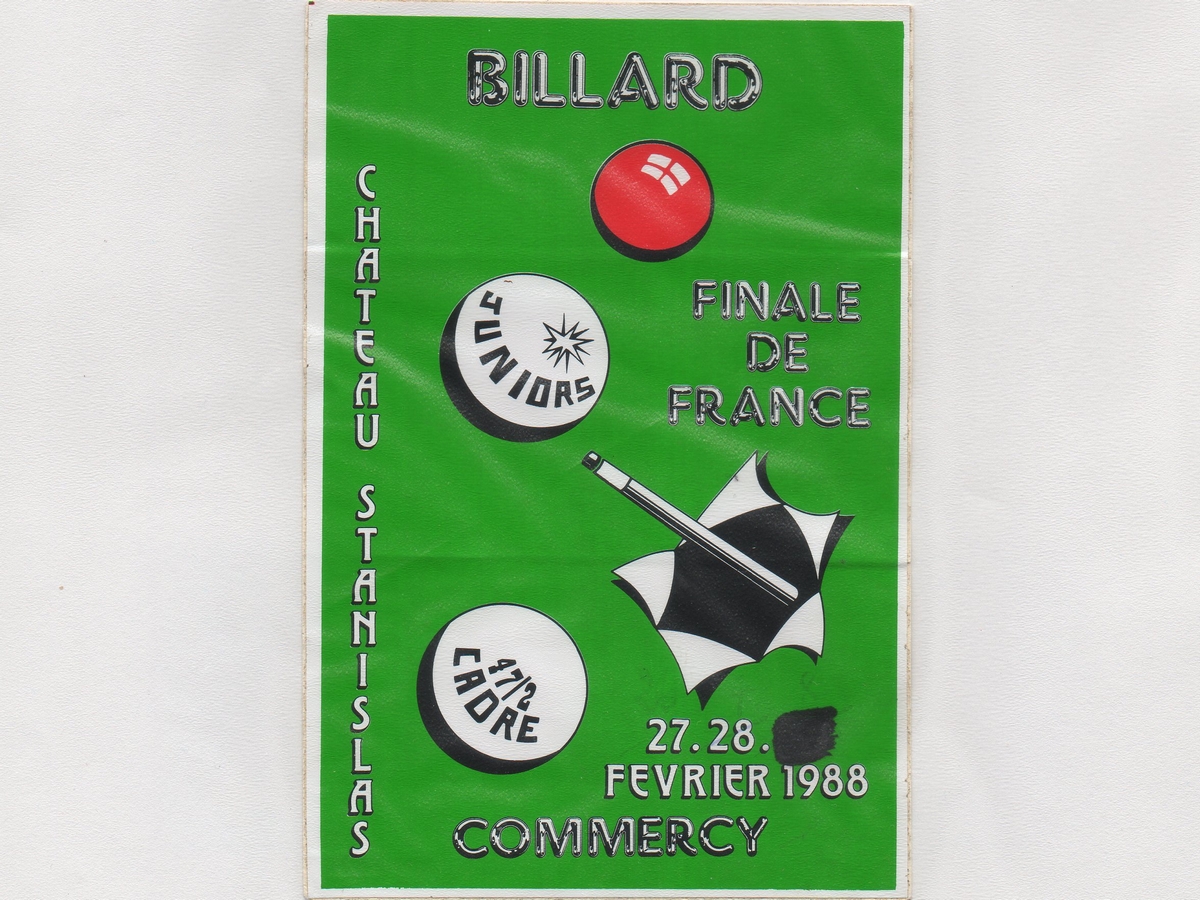 BILLARD
CHATEAU STANISLAS
JUNIORS
FINALE
DE
FRANCE
47/2
CADRE
27.28.
FEVRIER 1988
COMMERCY